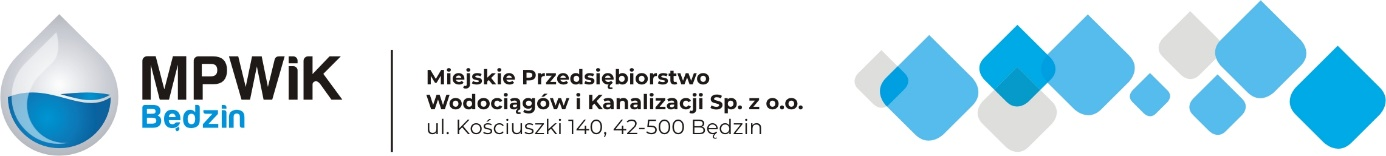 MPWiK
Będzin
Miejskie Przedsiębiorstwo
Wodociągów i Kanalizacji Sp. z o.o.
ul. Kościuszki 140, 42-500 Będzin